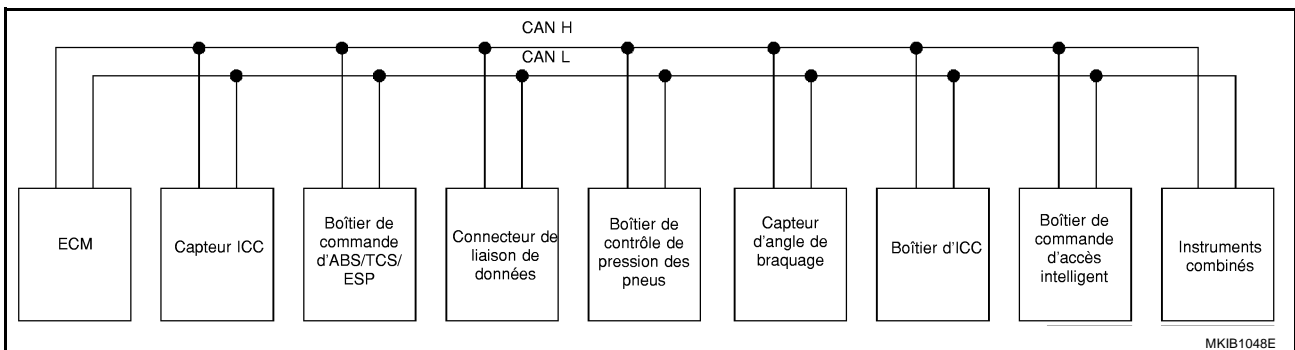 CAN H
CAN L
ECM
Capteur ICC
Boîtier de
commande
d'ABS/TCS/
ESP
Connecteur de
liaison de
données
Boîtier de
contrôle de
pression des
pneus
Capteur
d'angle de
braquage
Boîtier d'ICC
Boîtier de
commande
d'accès
intelligent
Instruments
combinés
MKIB1048E